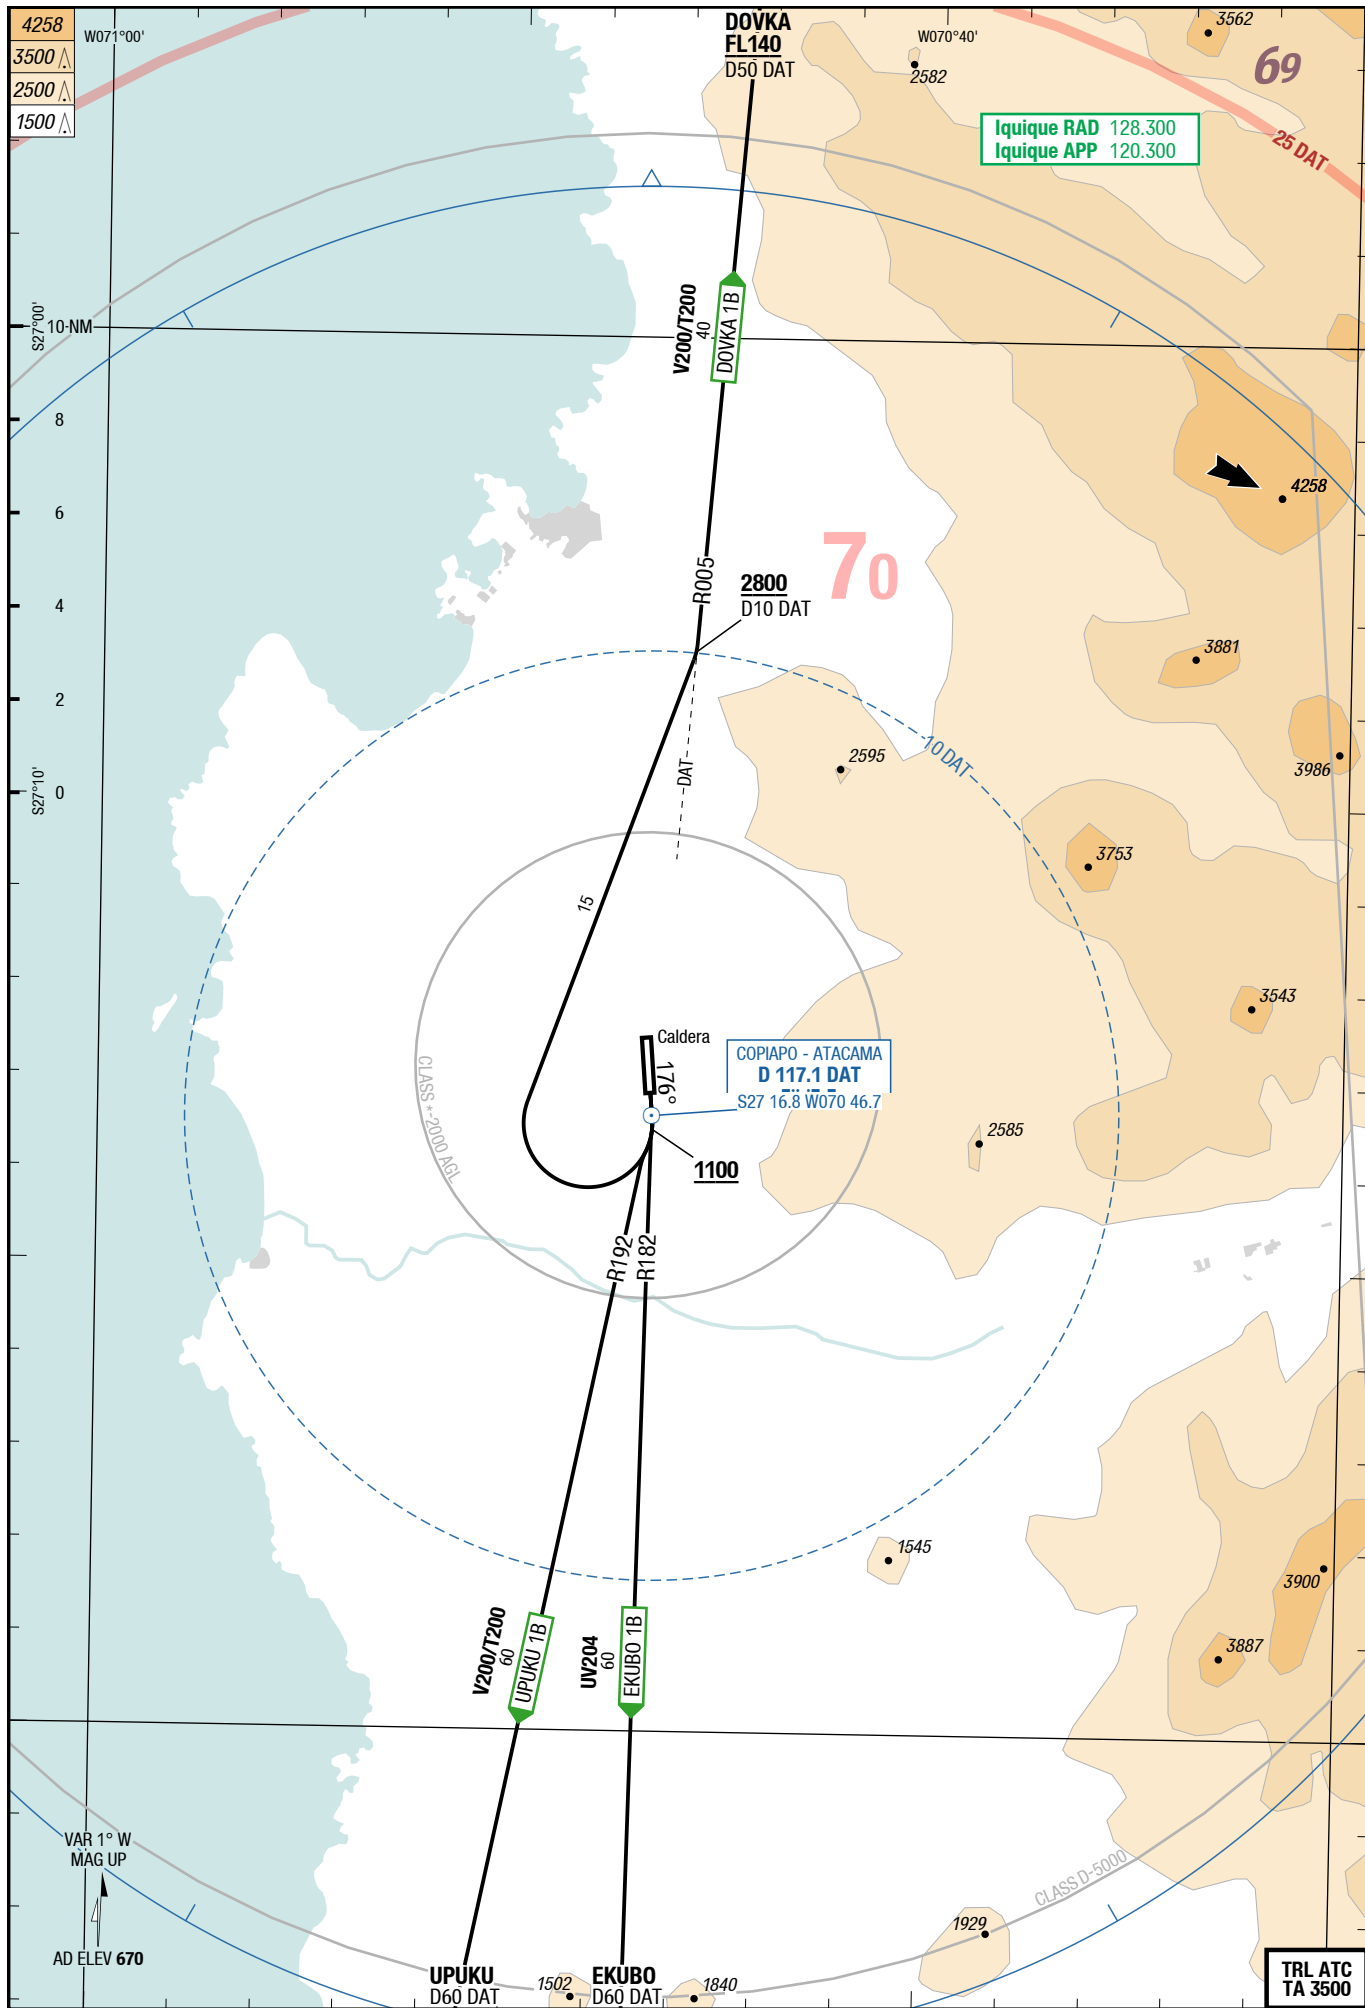 4258
3500
2500
1500
W071°00'
DOVKA
FL140
D50 DAT
W070°40'
3562
2582
69
Iquique RAD 128.300
Iquique APP 120.300
25 DAT
S27°00'
10 NM
V200/T200
40
DOVKA 1B
8
4258
6
R005
2800
D10 DAT
70
4
3881
2
10 DAT
2595
3986
S27°10'
0
DAT
3753
15
3543
Caldera
176°
COPIAPO - ATACAMA
D 117.1 DAT
S27 16.8 W070 46.7
CLASS *-2000 AGL
2585
1100
R192
R182
1545
3900
V200/T200
60
UPUKU 1B
UV204
60
EKUBO 1B
3887
VAR 1° W
MAG UP
CLASS D-5000
1929
AD ELEV 670
UPUKU
D60 DAT
1502
EKUBO
D60 DAT
1840
TRL ATC
TA 3500